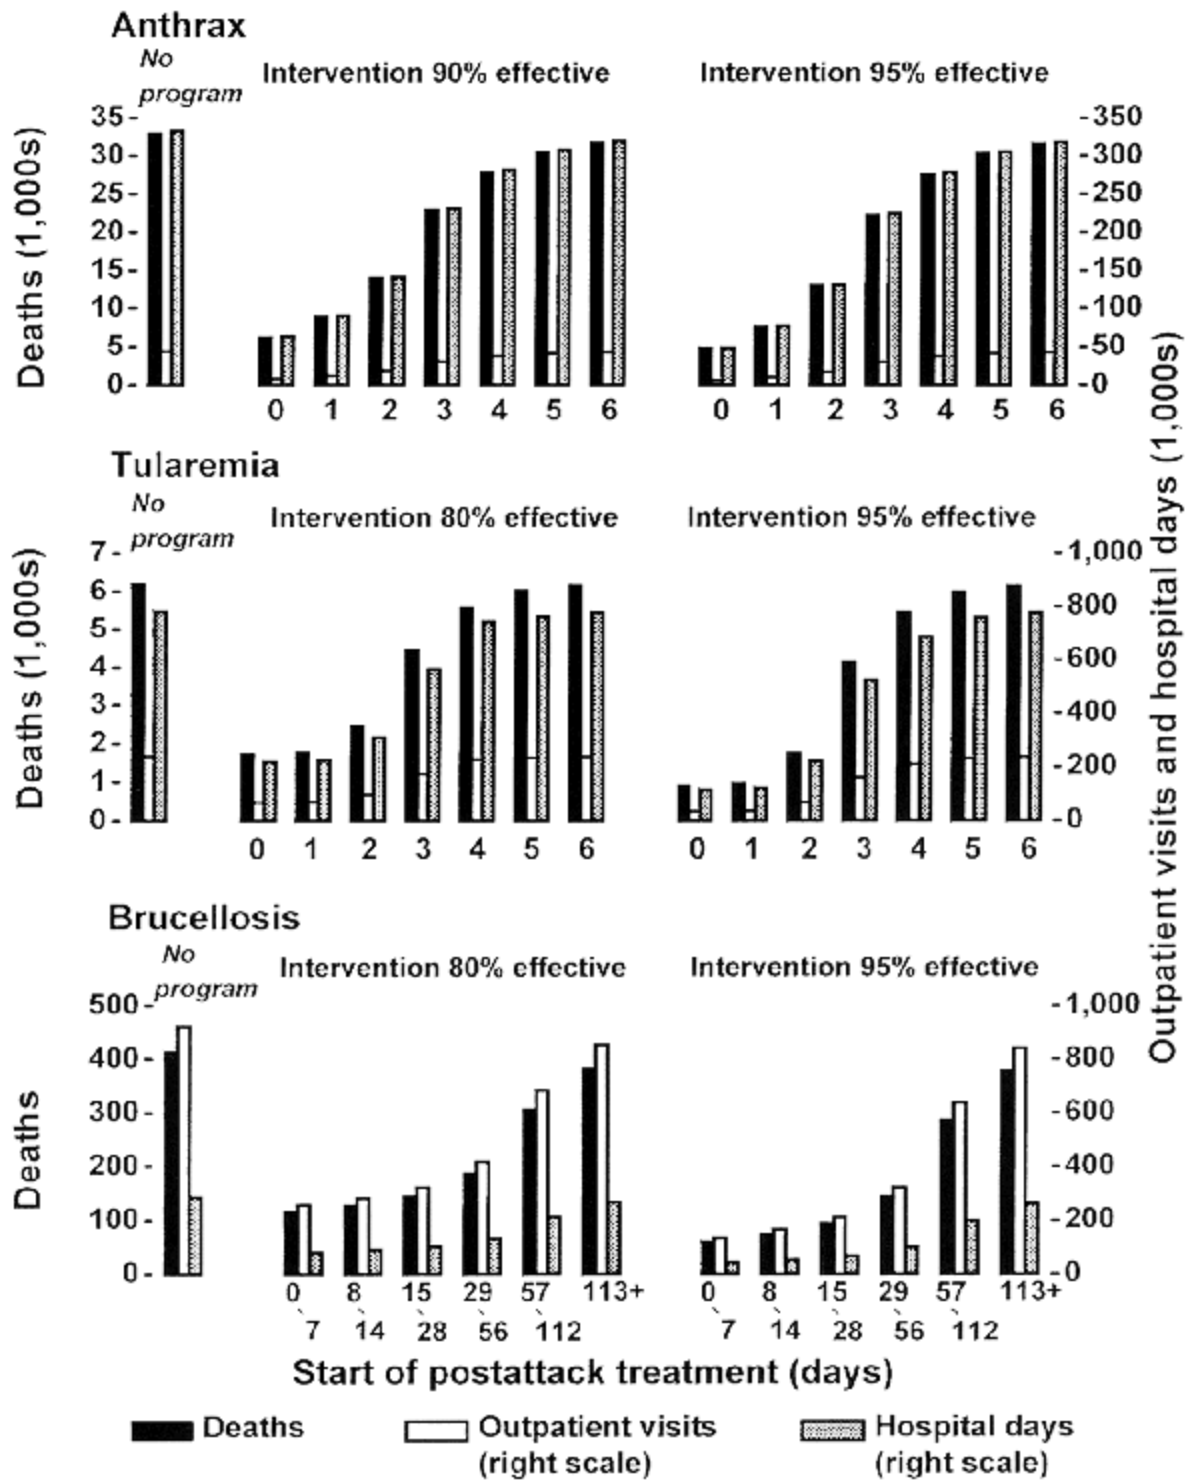 Anthrax
No
program
Intervention 90% effective
Intervention 95% effective
Deaths (1,000s)
35-
30-
25-
20-
15-
10-
5-
0-
-350
-300
-250
-200
-150
-100
-50
-0
0 1 2 3 4 5 6
0 1 2 3 4 5 6
Tularemia
No
program
Intervention 80% effective
Intervention 95% effective
Deaths (1,000s)
7-
6-
5-
4-
3-
2-
1-
0-
-1,000
-800
-600
-400
-200
-0
0 1 2 3 4 5 6
0 1 2 3 4 5 6
Outpatient visits and hospital days (1,000s)
Brucellosis
No
program
Intervention 80% effective
Intervention 95% effective
Deaths
500-
400-
300-
200-
100-
0-
-1,000
-800
-600
-400
-200
-0
0 8 15 29 57 113+
7 14 28 56 112
0 8 15 29 57 113+
7 14 28 56 112
Start of postattack treatment (days)
Deaths
Outpatient visits
(right scale)
Hospital days
(right scale)